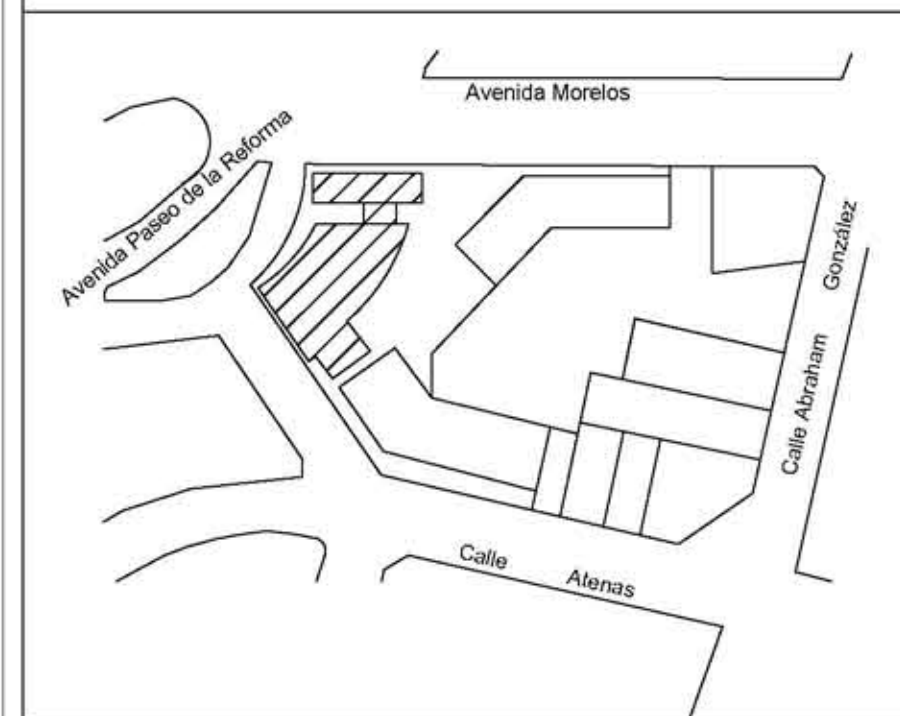 Avenida Morelos
Avenida Paseo de la Reforma
Calle Abraham González
Calle Atenas